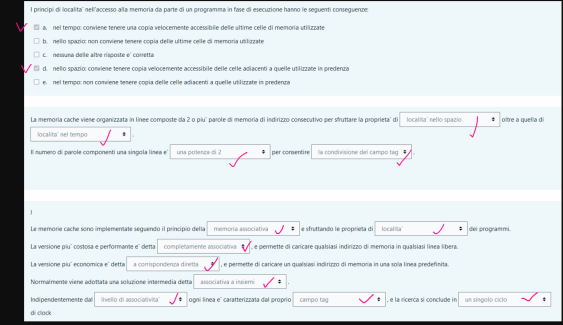 I principi di localita' nell'accesso alla memoria da parte di un programma in fase di esecuzione hanno le seguenti conseguenze:
a. nel tempo: conviene tenere una copia velocemente accessibile delle ultime celle di memoria utilizzate
b. nello spazio: non conviene tenere copia delle ultime celle di memoria utilizzate
c. nessuna delle altre risposte e' corretta
d. nello spazio: conviene tenere copie velocemente accessibile delle celle adiacenti a quelle utilizzate in predenza
e. nel tempo: non conviene tenere copia delle celle adiacenti a quelle utilizzate in predenza
La memoria cache viene organizzata in linee composte da 2 o piu' parole di memoria di indirizzo consecutivo per sfruttare la proprieta' di localita' nello spazio oltre a quella di
localita' nel tempo .
Il numero di parole componenti una singola linea e' una potenza di 2 per consentire la condivisione del campo tag .
!
Le memorie cache sono implementate seguendo il principio della memoria associativa e sfruttando le proprieta di localita' dei programmi.
La versione piu' costosa e performante e' detta completamente associativa , e permette di caricare qualsiasi indirizzo di memoria in qualsiasi linea libera.
La versione piu' economica e' detta a corrispondenza diretta , e permette di caricare un qualsiasi indirizzo di memoria in una sola linea predefinita.
Normalmente viene adottata una soluzione intermedia detta associativa a insiemi .
Indipendentemente dal livello di associativita' ogni linea e' caratterizzata dal proprio campo tag , e la ricerca si conclude in un singolo ciclo
di clock